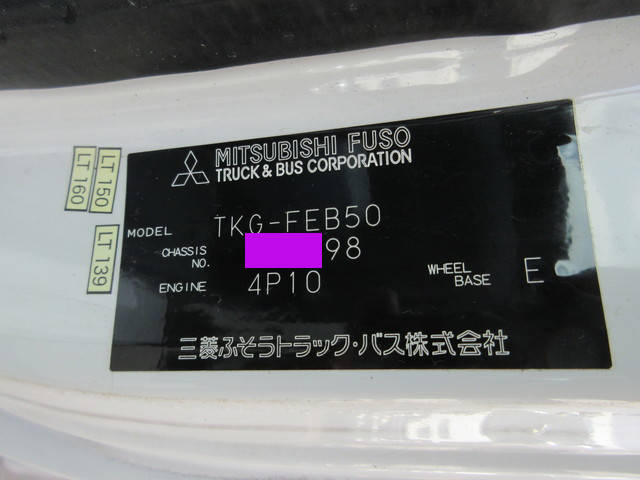 MITSUBISHI FUSO
TRUCK & BUS CORPORATION
LT 150
LT 160
MODEL TKG-FEB50
CHASSIS NO. 98
LT 139
ENGINE 4P10 WHEEL BASE E
三菱ふそうトラック・バス株式会社